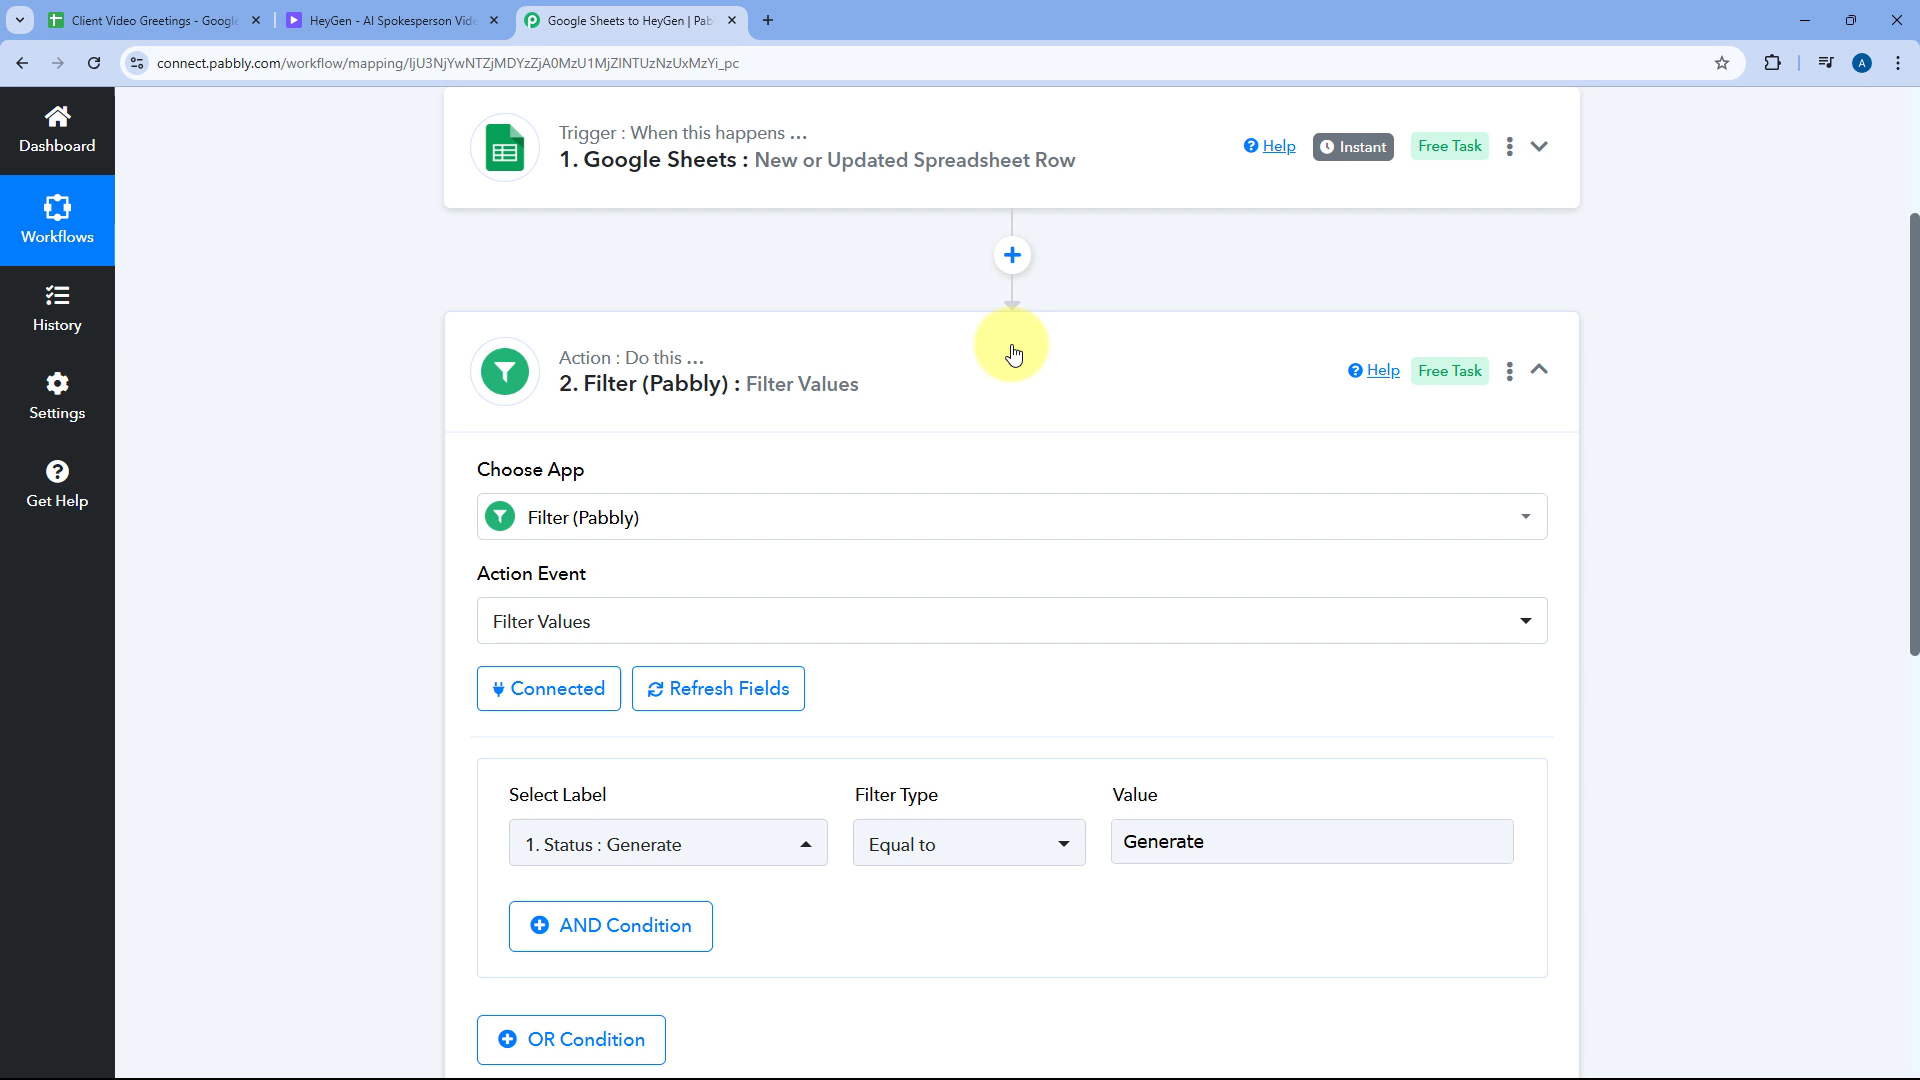 Client Video Greetings - Google
HeyGen - AI Spokesperson Vide
Google Sheets to HeyGen | Pab
connect.pabbly.com/workflow/mapping/IjU3NjYwNTZjMDYzZjA0MzU1MjZlNTUzNzUxMzYi_pc
A
Dashboard
Workflows
History
Settings
Get Help
Trigger : When this happens ...
1. Google Sheets : New or Updated Spreadsheet Row
Help
Instant
Free Task
Action : Do this ...
2. Filter (Pabbly) : Filter Values
Help
Free Task
Choose App
Filter (Pabbly)
Action Event
Filter Values
Connected
Refresh Fields
Select Label
Filter Type
Value
1. Status : Generate
Equal to
Generate
AND Condition
OR Condition